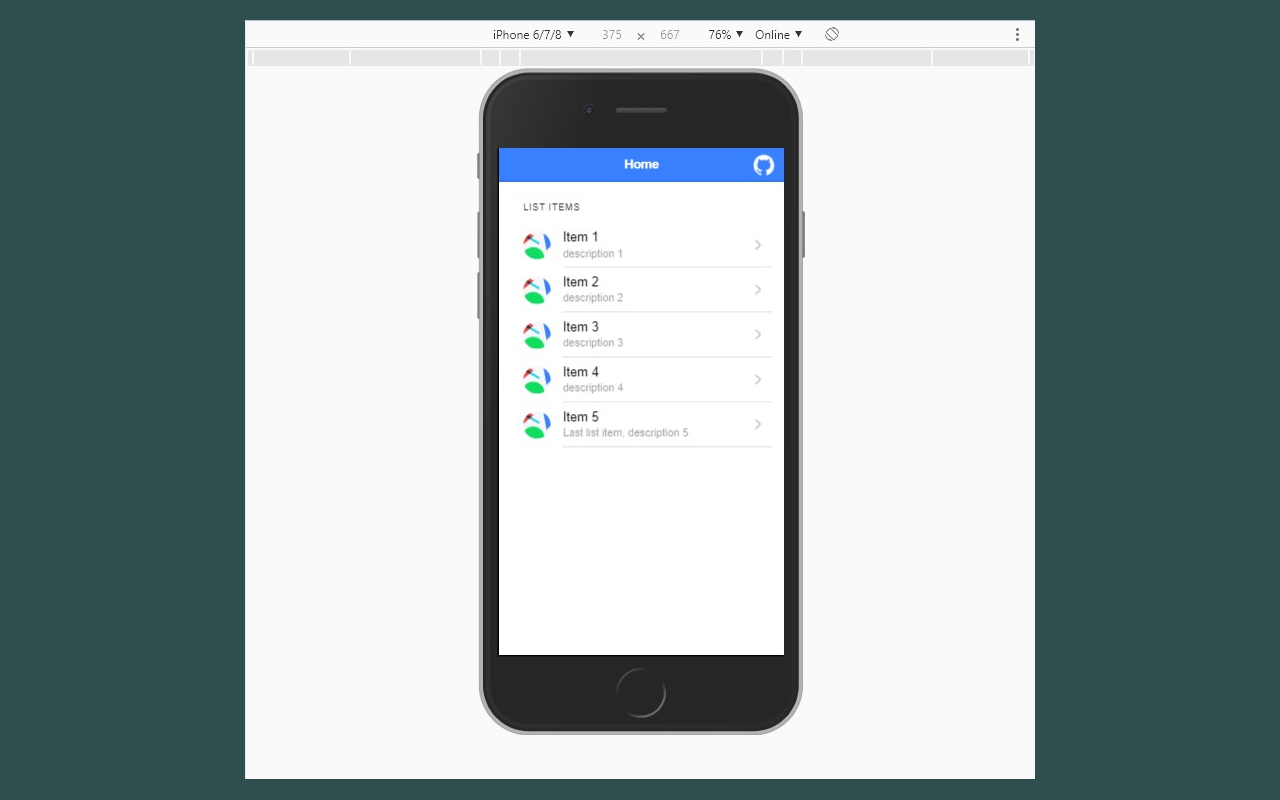 iPhone 6/7/8 ▼ 375 × 667 76% ▼ Online ▼
Home
LIST ITEMS
Item 1
description 1
Item 2
description 2
Item 3
description 3
Item 4
description 4
Item 5
Last list item, description 5